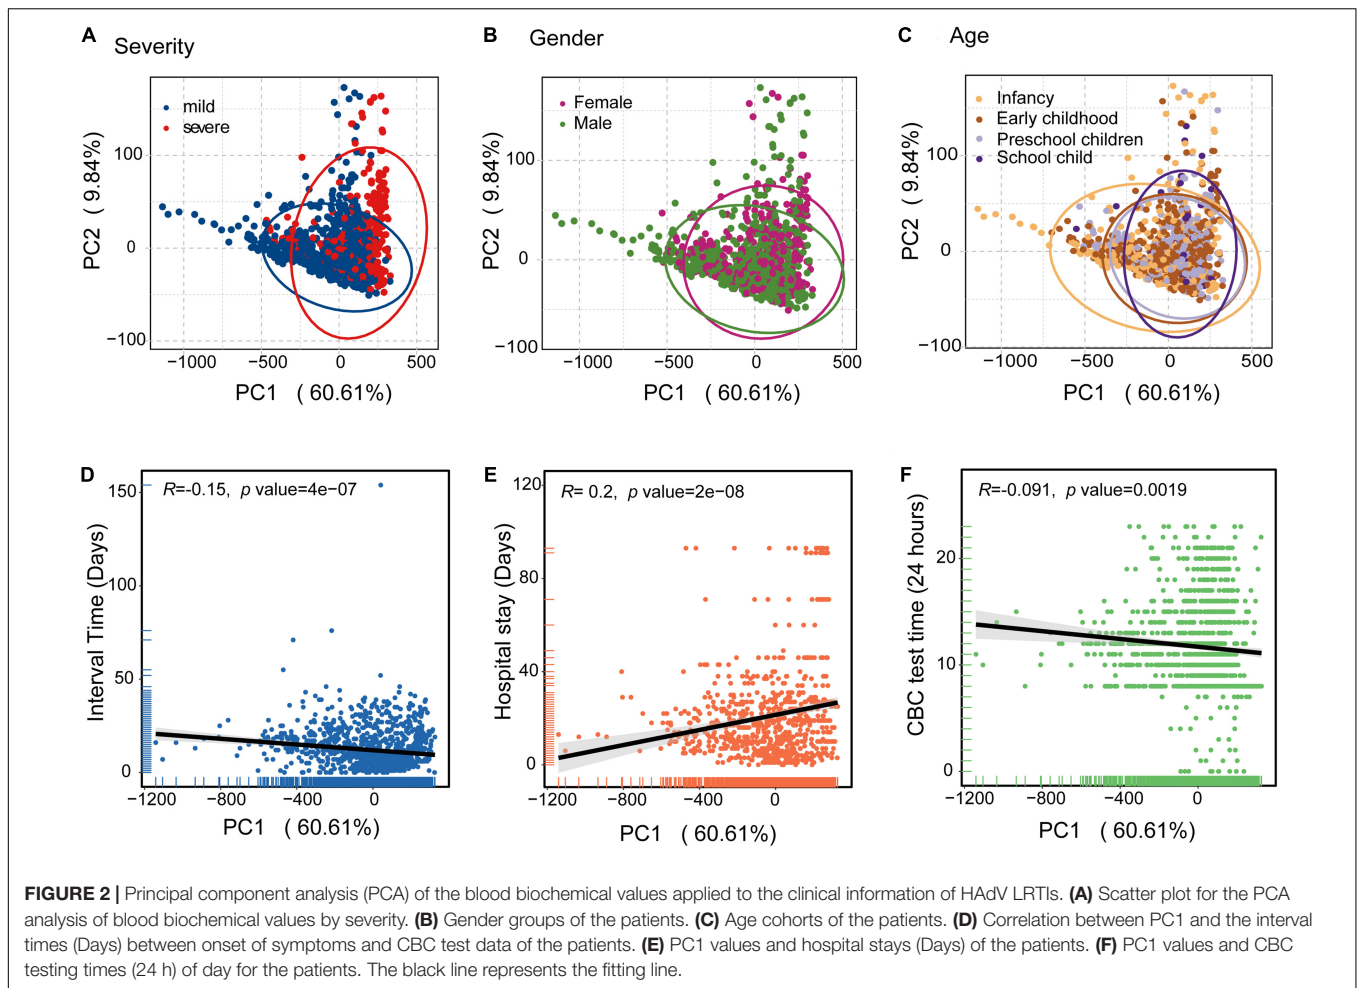 A Severity
mild
severe
100
0
−100
−1000 −500 0 500
PC2 ( 9.84%)
PC1 ( 60.61%)
B Gender
Female
Male
100
0
−100
−1000 −500 0 500
PC2 ( 9.84%)
PC1 ( 60.61%)
C Age
Infancy
Early childhood
Preschool children
School child
100
0
−100
−1000 −500 0 500
PC2 ( 9.84%)
PC1 ( 60.61%)
D
R=-0.15, p value=4e-07
150
100
50
0
−1200 −800 −400 0
Interval Time (Days)
PC1 ( 60.61%)
E
R= 0.2, p value=2e-08
120
80
40
0
−1200 −800 −400 0
Hospital stay (Days)
PC1 ( 60.61%)
F
R=-0.091, p value=0.0019
20
10
0
−1200 −800 −400 0
CBC test time (24 hours)
PC1 ( 60.61%)
FIGURE 2 | Principal component analysis (PCA) of the blood biochemical values applied to the clinical information of HAdV LRTIs. (A) Scatter plot for the PCA
analysis of blood biochemical values by severity. (B) Gender groups of the patients. (C) Age cohorts of the patients. (D) Correlation between PC1 and the interval
times (Days) between onset of symptoms and CBC test data of the patients. (E) PC1 values and hospital stays (Days) of the patients. (F) PC1 values and CBC
testing times (24 h) of day for the patients. The black line represents the fitting line.